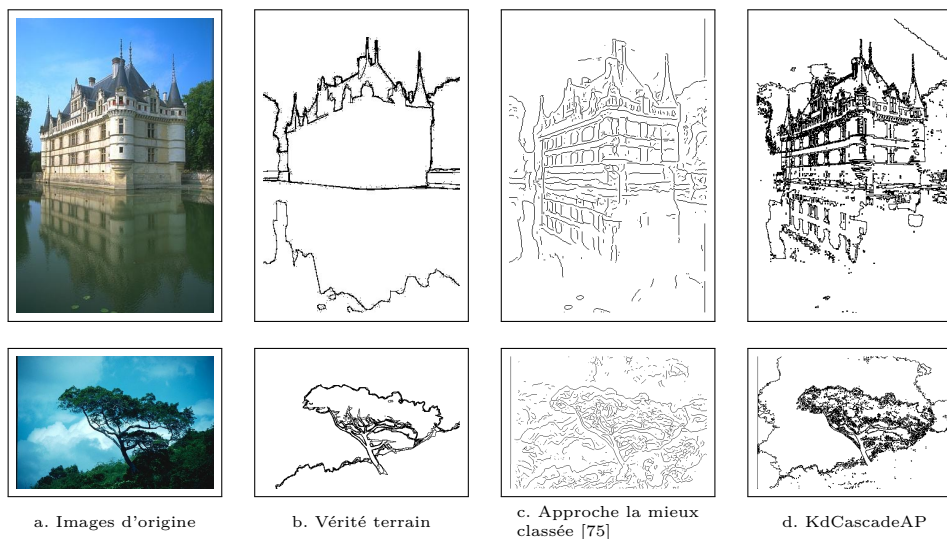 a. Images d'origine
b. Vérité terrain
c. Approche la mieux
classée [75]
d. KdCascadeAP